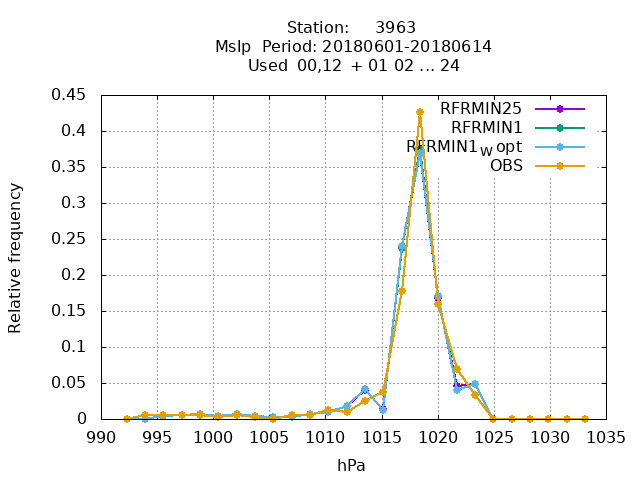 Station: 3963
Mslp Period: 20180601-20180614
Used 00,12 + 01 02 ... 24
0.45
0.4
0.35
0.3
0.25
0.2
0.15
0.1
0.05
0
990 995 1000 1005 1010 1015 1020 1025 1030 1035
Relative frequency
hPa
RFRMIN25
RFRMIN1
RFRMIN1w opt
OBS